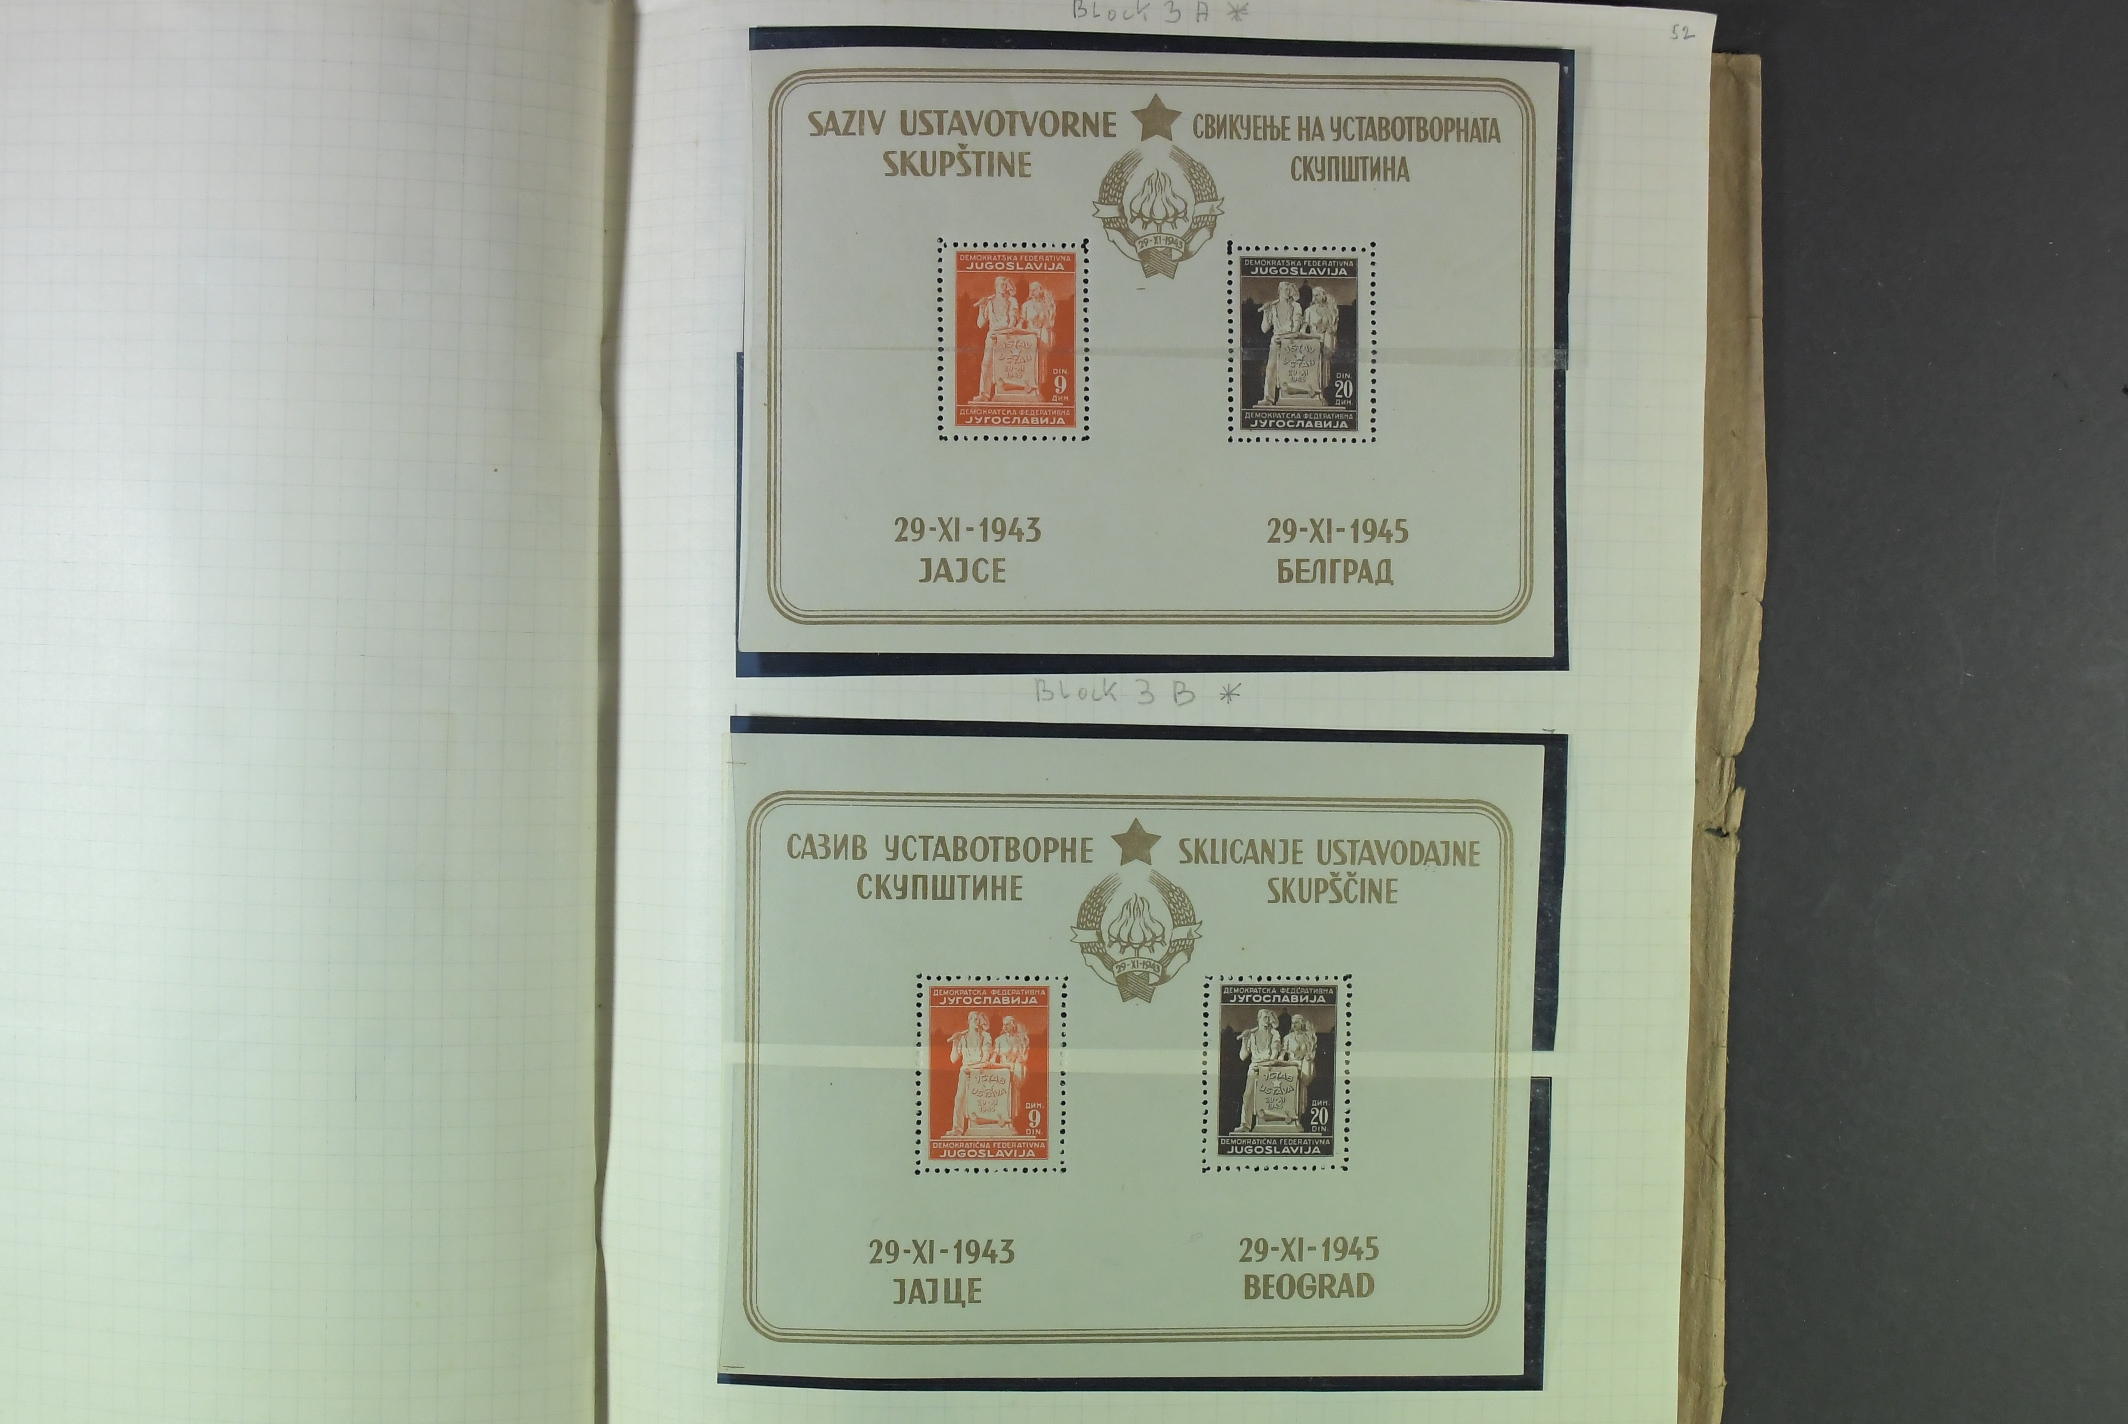 Block 3 A *
52
SAZIV USTAVOTVORNE
SKUPŠTINE
СВИКУЕЊЕ НА УСТАВОТВОРНАТА
СКУПШТИНА
29-XI-1943
DEMOKRATSKA FEDERATIVNA
JUGOSLAVIJA
DIN
9
ДИН.
ДЕМОКРАТСКА ФЕДЕРАТИВНА
ЈУГОСЛАВИЈА
DEMOKRATSKA FEDERATIVNA
JUGOSLAVIJA
DIN
20
ДИН.
ДЕМОКРАТСКА ФЕДЕРАТИВНА
ЈУГОСЛАВИЈА
29-XI-1943
JAJCE
29-XI-1945
БЕЛГРАД
Block 3 B *
САЗИВ УСТАВОТВОРНЕ
СКУПШТИНЕ
SKLICANJE USTAVODAJNE
SKUPŠČINE
29-XI-1943
ДЕМОКРАТСКА ФЕДЕРАТИВНА
ЈУГОСЛАВИЈА
ДИН.
9
DIN.
DEMOKRATIČNA FEDERATIVNA
JUGOSLAVIJA
ДЕМОКРАТСКА ФЕДЕРАТИВНА
ЈУГОСЛАВИЈА
ДИН.
20
DIN.
DEMOKRATIČNA FEDERATIVNA
JUGOSLAVIJA
29-XI-1943
ЈАЈЦЕ
29-XI-1945
BEOGRAD